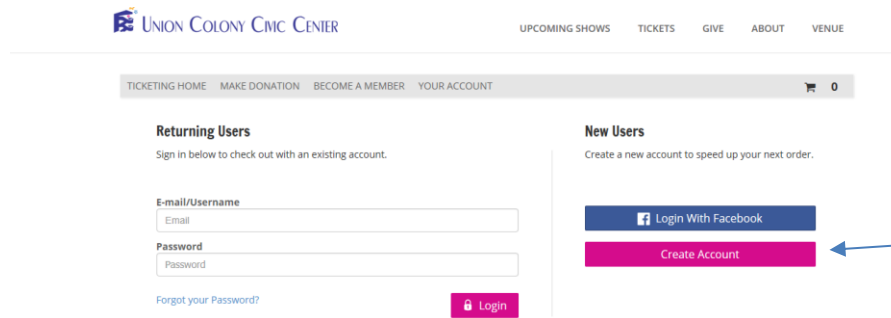 UNION COLONY CIVIC CENTER
UPCOMING SHOWS TICKETS GIVE ABOUT VENUE
TICKETING HOME MAKE DONATION BECOME A MEMBER YOUR ACCOUNT 0
Returning Users
Sign in below to check out with an existing account.
E-mail/Username
Email
Password
Password
Forgot your Password?
Login
New Users
Create a new account to speed up your next order.
Login With Facebook
Create Account